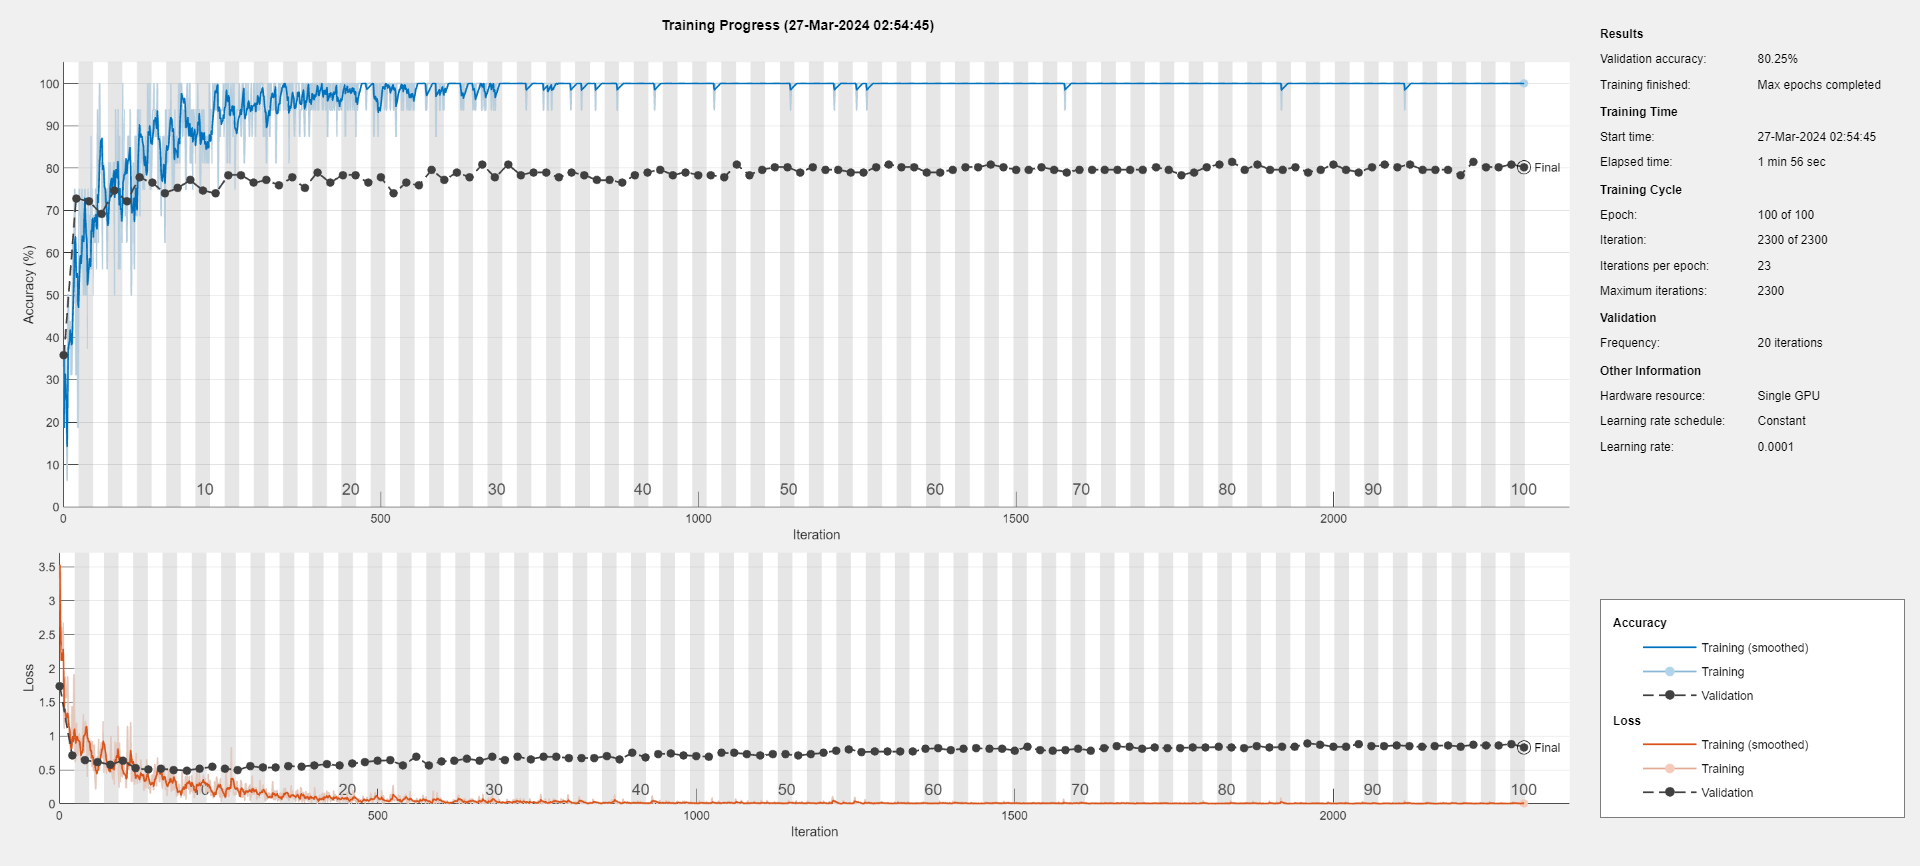 Training Progress (27-Mar-2024 02:54:45)
Accuracy (%)
100
90
80
70
60
50
40
30
20
10
0
Final
10 20 30 40 50 60 70 80 90 100
0 500 1000 1500 2000
Iteration
Loss
3.5
3
2.5
2
1.5
1
0.5
0
Final
10 20 30 40 50 60 70 80 90 100
0 500 1000 1500 2000
Iteration
Results
Validation accuracy: 80.25%
Training finished: Max epochs completed
Training Time
Start time: 27-Mar-2024 02:54:45
Elapsed time: 1 min 56 sec
Training Cycle
Epoch: 100 of 100
Iteration: 2300 of 2300
Iterations per epoch: 23
Maximum iterations: 2300
Validation
Frequency: 20 iterations
Other Information
Hardware resource: Single GPU
Learning rate schedule: Constant
Learning rate: 0.0001
Accuracy
Training (smoothed)
Training
Validation
Loss
Training (smoothed)
Training
Validation